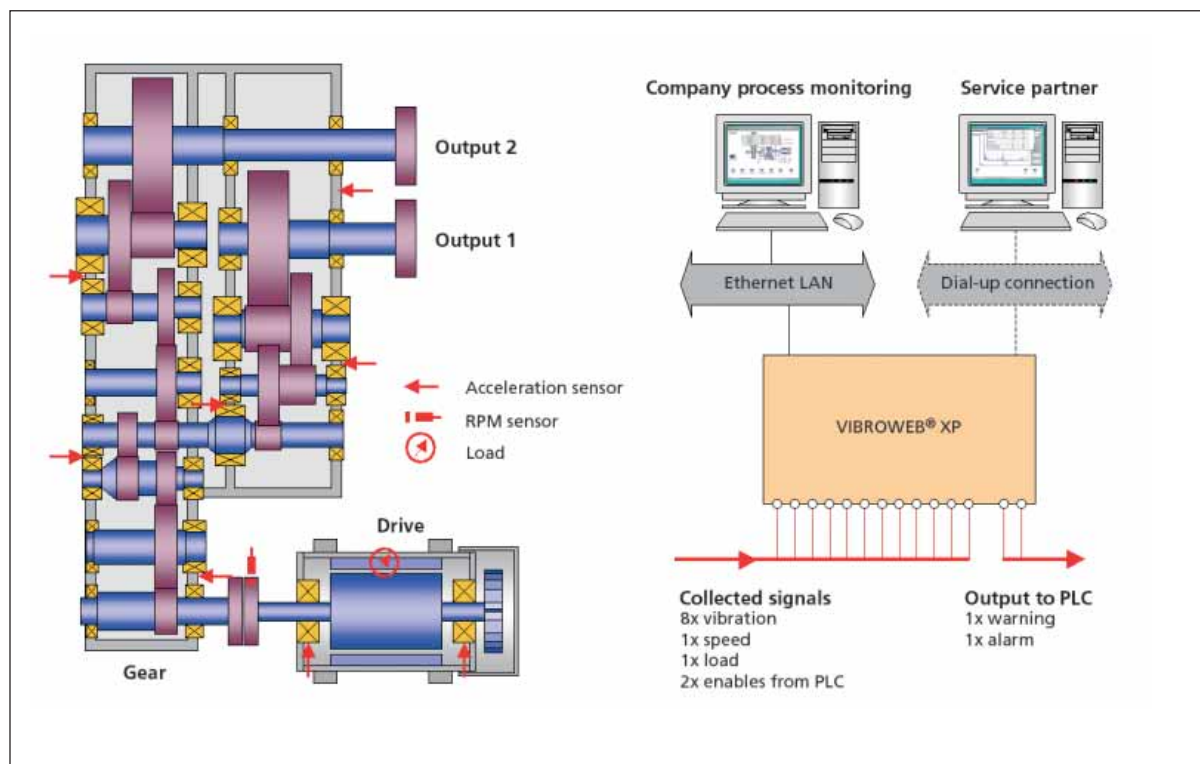 Output 2
Output 1
Acceleration sensor
RPM sensor
Load
Drive
Gear
Company process monitoring
Service partner
Ethernet LAN
Dial-up connection
VIBROWEB® XP
Collected signals
8x vibration
1x speed
1x load
2x enables from PLC
Output to PLC
1x warning
1x alarm